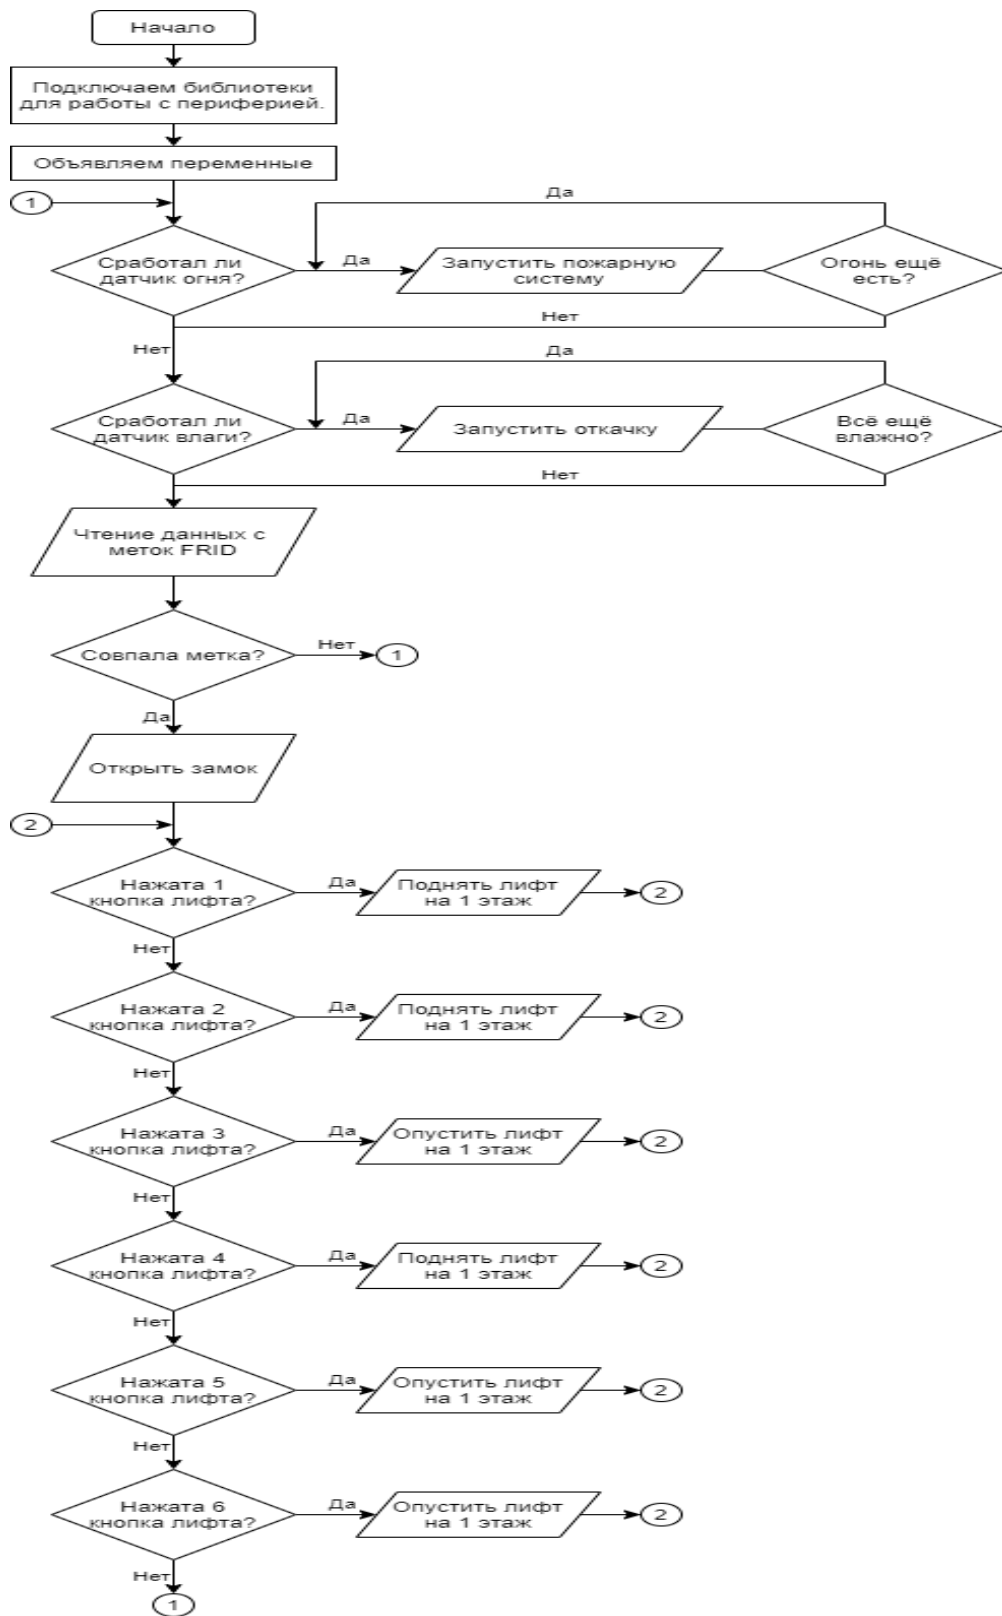 Начало
Подключаем библиотеки
для работы с периферией.
Объявляем переменные
1
Да
Сработал ли
датчик огня?
Да
Запустить пожарную
систему
Огонь ещё
есть?
Нет
Нет
Да
Сработал ли
датчик влаги?
Да
Запустить откачку
Всё ещё
влажно?
Нет
Чтение данных с
меток FRID
Совпала метка?
Нет
1
Да
Открыть замок
2
Нажата 1
кнопка лифта?
Да
Поднять лифт
на 1 этаж
2
Нет
Нажата 2
кнопка лифта?
Да
Поднять лифт
на 1 этаж
2
Нет
Нажата 3
кнопка лифта?
Да
Опустить лифт
на 1 этаж
2
Нет
Нажата 4
кнопка лифта?
Да
Поднять лифт
на 1 этаж
2
Нет
Нажата 5
кнопка лифта?
Да
Опустить лифт
на 1 этаж
2
Нет
Нажата 6
кнопка лифта?
Да
Опустить лифт
на 1 этаж
2
Нет
1